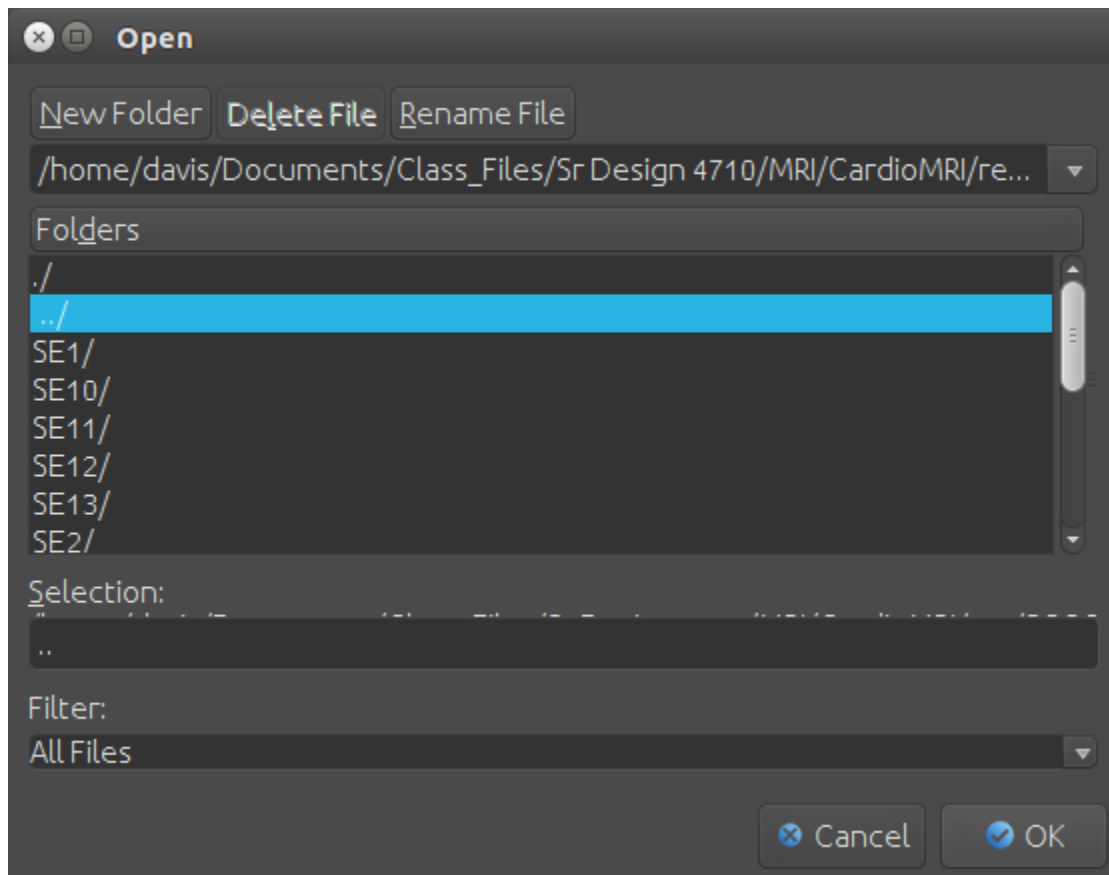 Open
New Folder Delete File Rename File
/home/davis/Documents/Class_Files/Sr Design 4710/MRI/CardioMRI/re...
Folders
./
../
SE1/
SE10/
SE11/
SE12/
SE13/
SE2/
Selection:
..
Filter:
All Files
Cancel OK